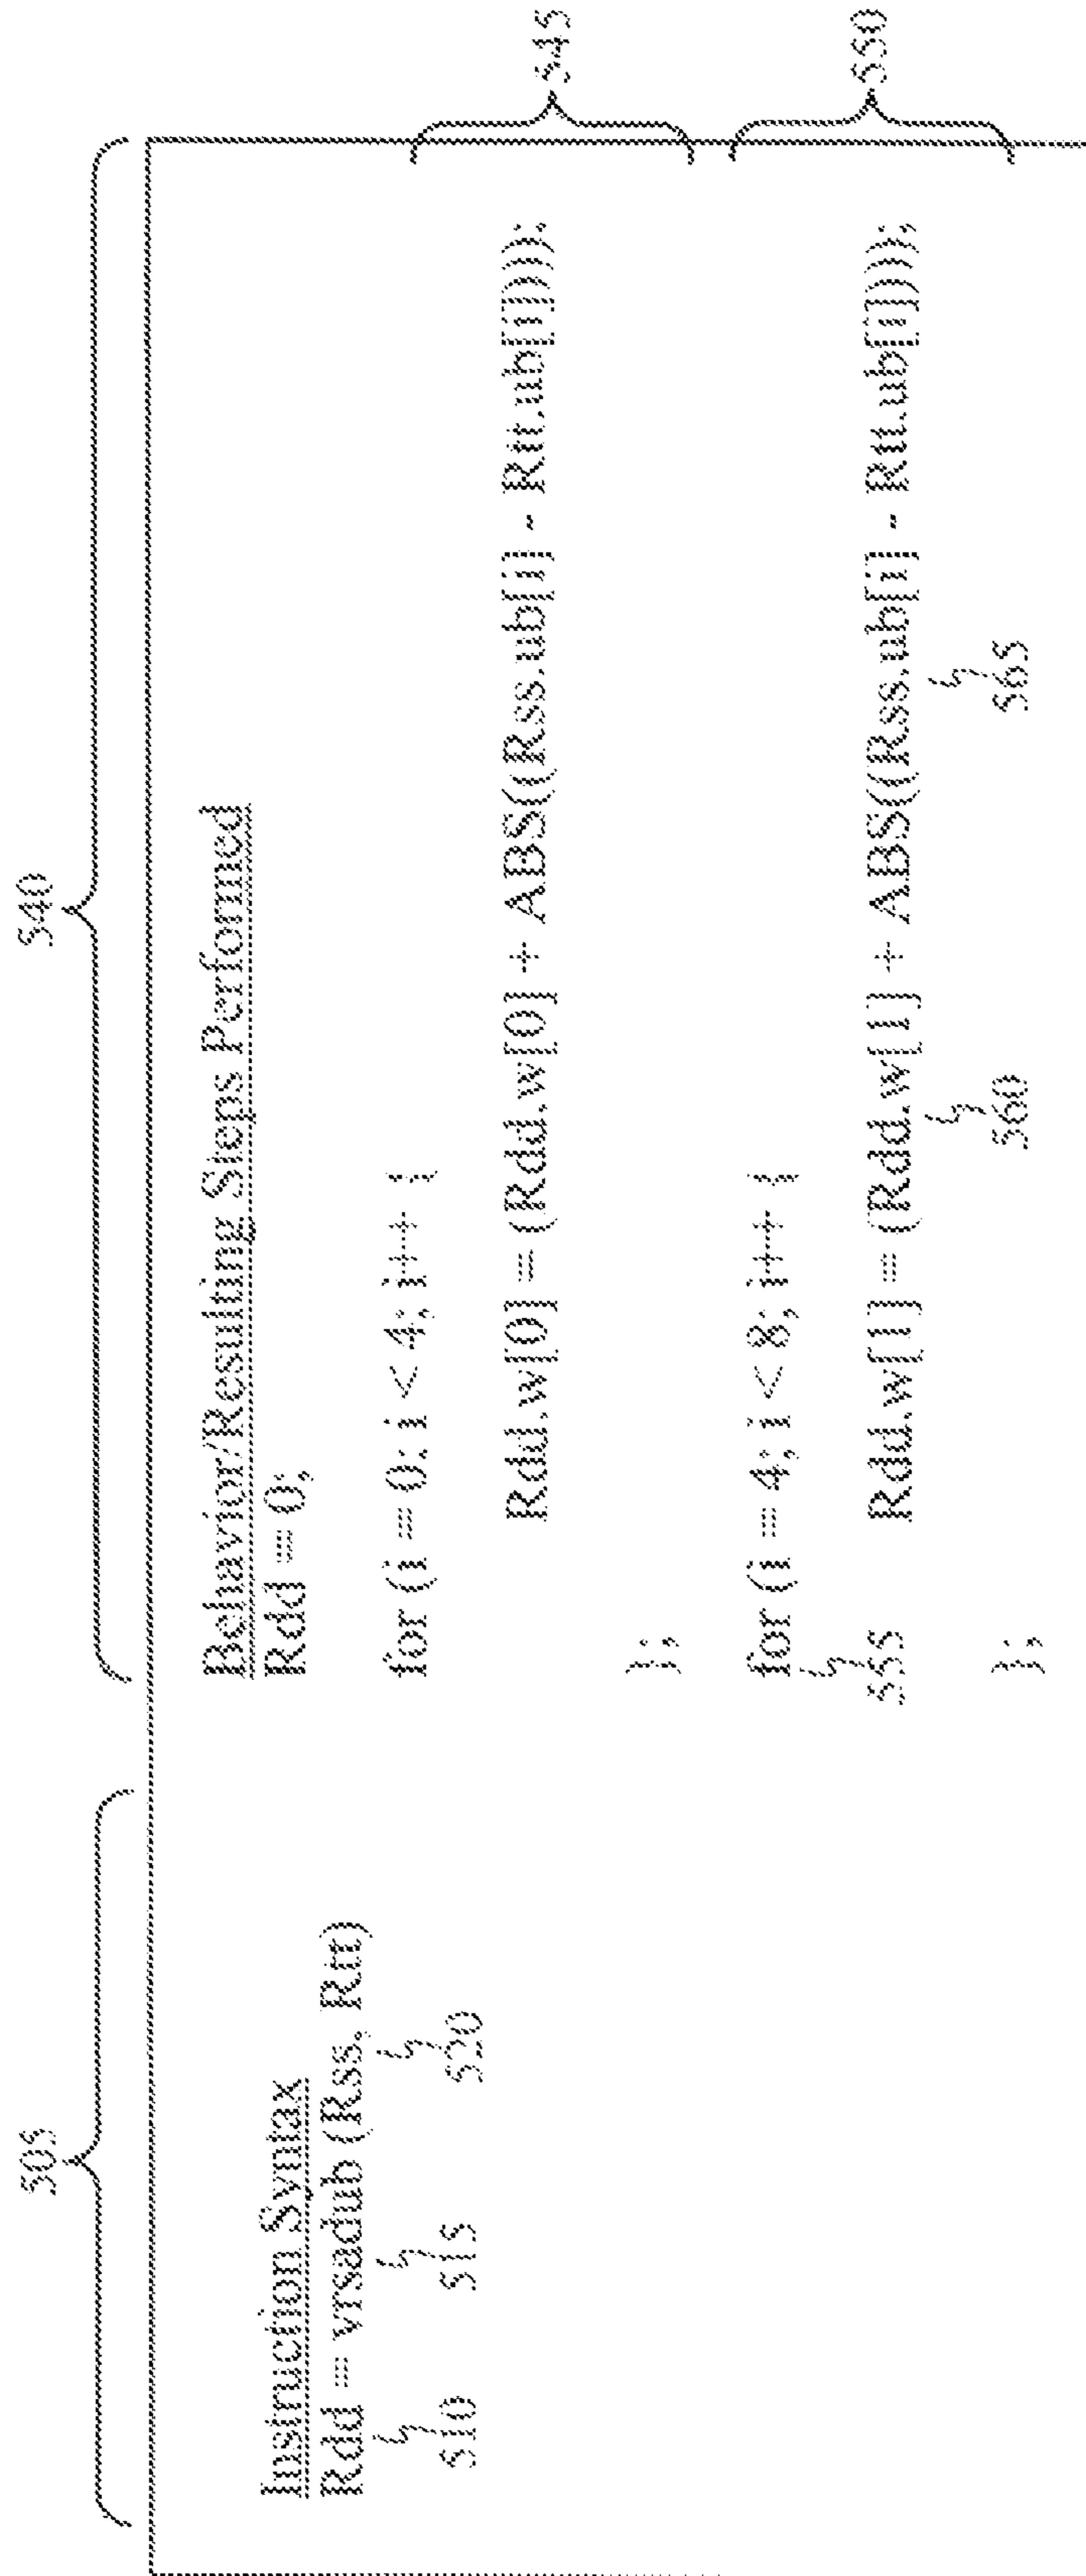 505
540
Instruction Syntax
Rdd = vrsadub (Rss, Rtt)
510
515
520
Behavior/Resulting Steps Performed
Rdd = 0;
for (i = 0; i < 4; i++ {
Rdd.w[0] = (Rdd.w[0] + ABS((Rss.ub[i] - Rtt.ub[i])));
};
545
for (i = 4; i < 8; i++ {
555
Rdd.w[1] = (Rdd.w[1] + ABS((Rss.ub[i] - Rtt.ub[i])));
560
565
};
550